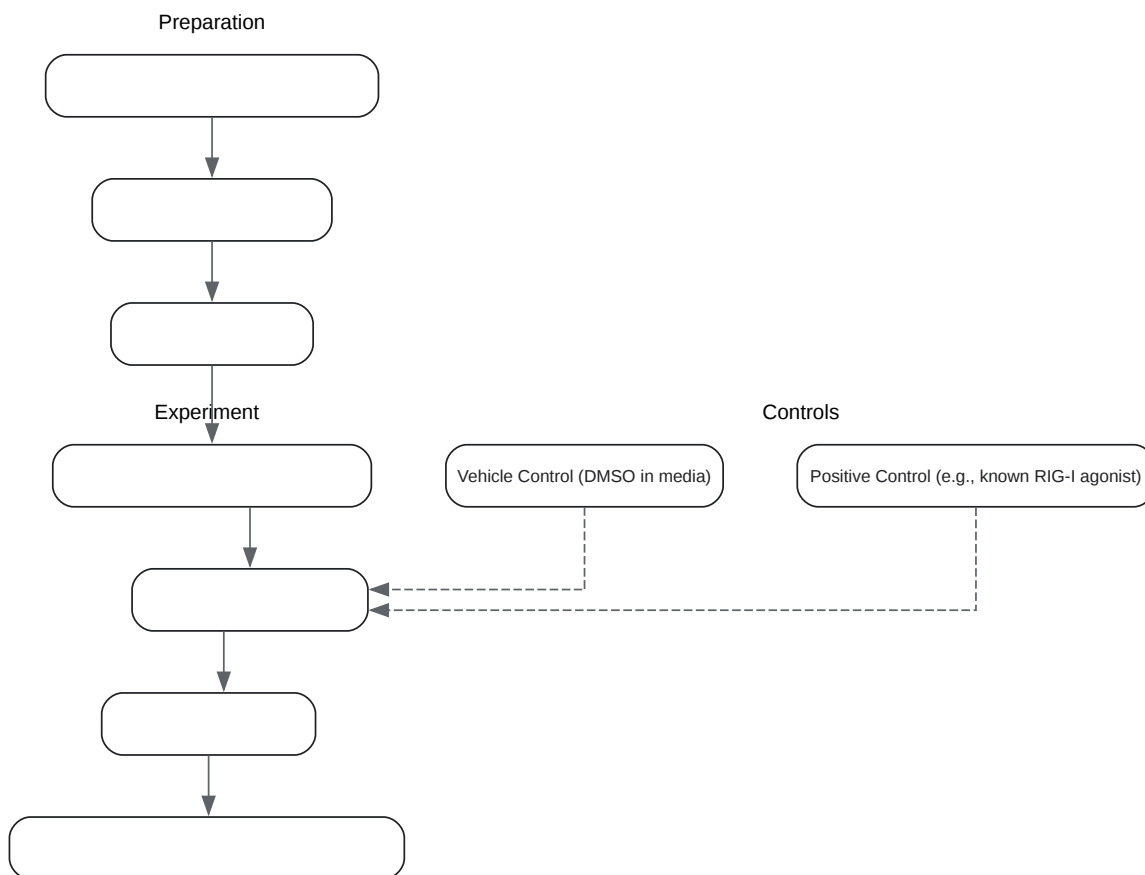 Preparation
Experiment
Controls
Vehicle Control (DMSO in media)
Positive Control (e.g., known RIG-I agonist)